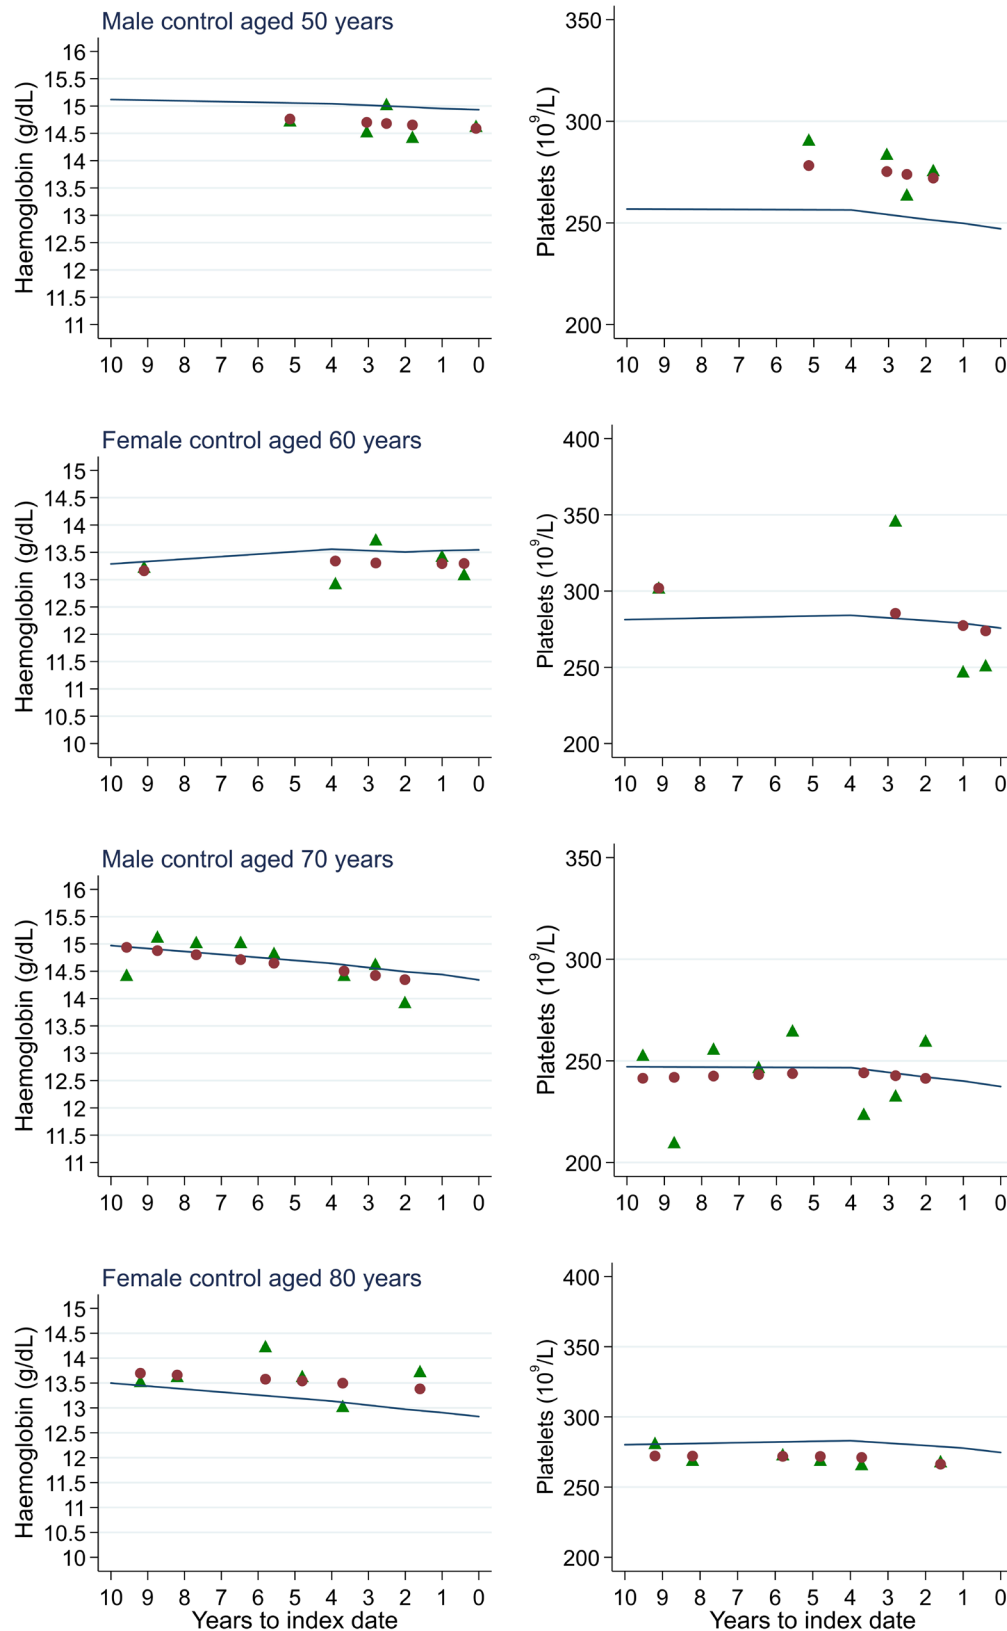 Male control aged 50 years
Haemoglobin (g/dL)
16
15.5
15
14.5
14
13.5
13
12.5
12
11.5
11
10 9 8 7 6 5 4 3 2 1 0
Platelets (10⁹/L)
350
300
250
200
10 9 8 7 6 5 4 3 2 1 0
Female control aged 60 years
Haemoglobin (g/dL)
15
14.5
14
13.5
13
12.5
12
11.5
11
10.5
10
10 9 8 7 6 5 4 3 2 1 0
Platelets (10⁹/L)
400
350
300
250
200
10 9 8 7 6 5 4 3 2 1 0
Male control aged 70 years
Haemoglobin (g/dL)
16
15.5
15
14.5
14
13.5
13
12.5
12
11.5
11
10 9 8 7 6 5 4 3 2 1 0
Platelets (10⁹/L)
350
300
250
200
10 9 8 7 6 5 4 3 2 1 0
Female control aged 80 years
Haemoglobin (g/dL)
15
14.5
14
13.5
13
12.5
12
11.5
11
10.5
10
10 9 8 7 6 5 4 3 2 1 0
Years to index date
Platelets (10⁹/L)
400
350
300
250
200
10 9 8 7 6 5 4 3 2 1 0
Years to index date